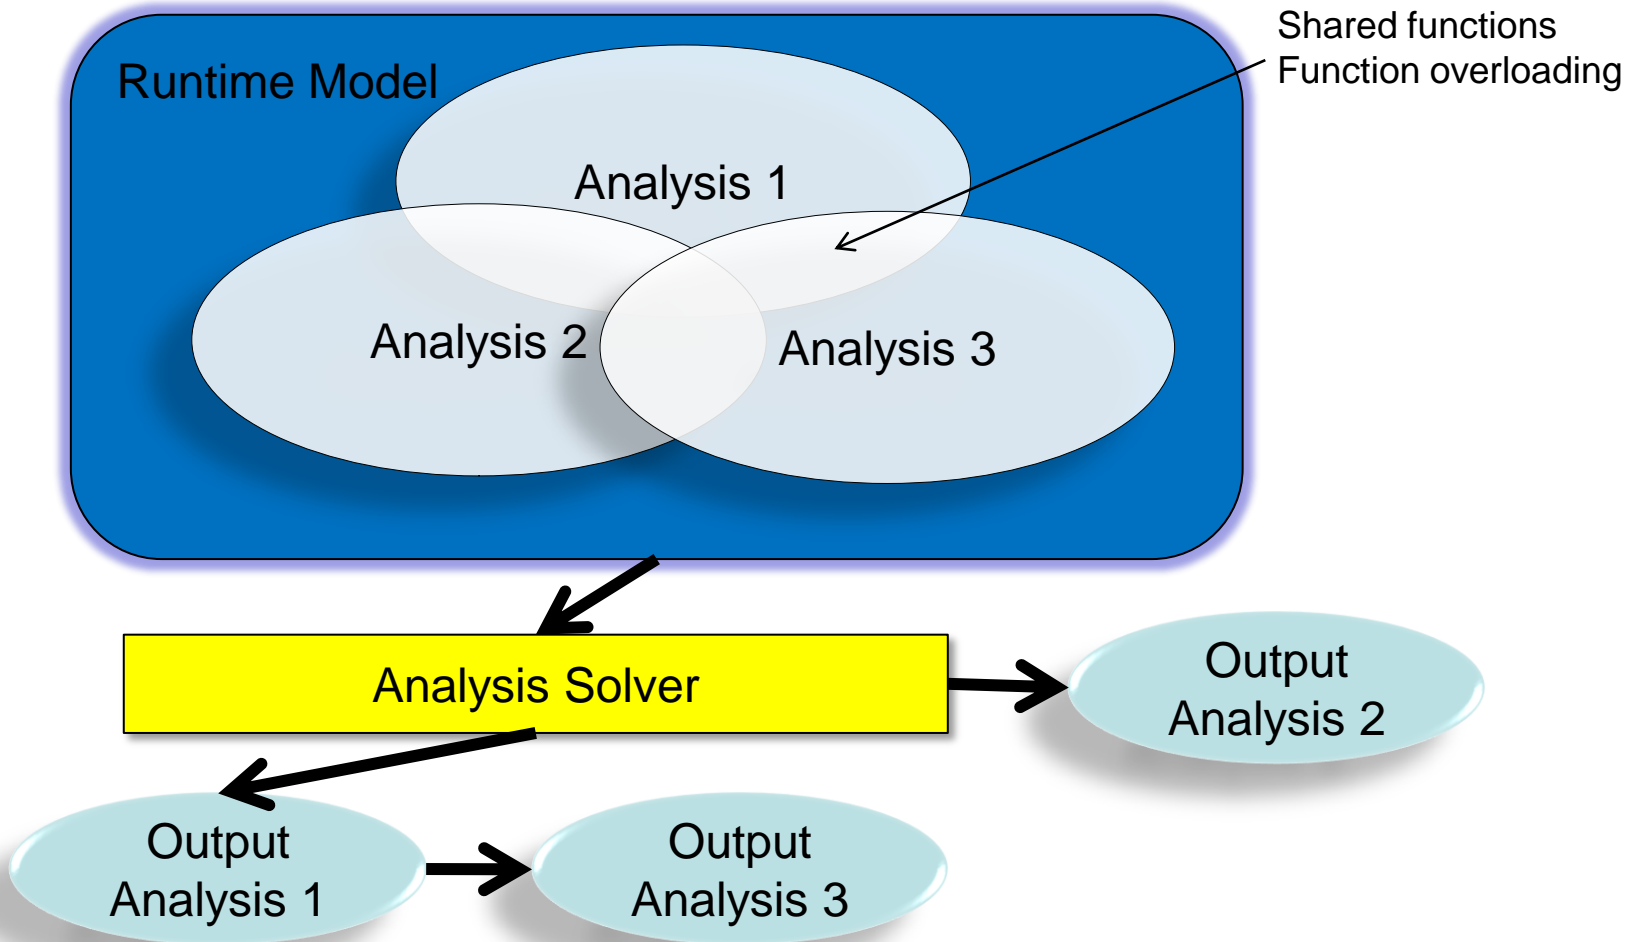 Shared functions
Function overloading
Runtime Model
Analysis 1
Analysis 2
Analysis 3
Analysis Solver
Output
Analysis 2
Output
Analysis 1
Output
Analysis 3